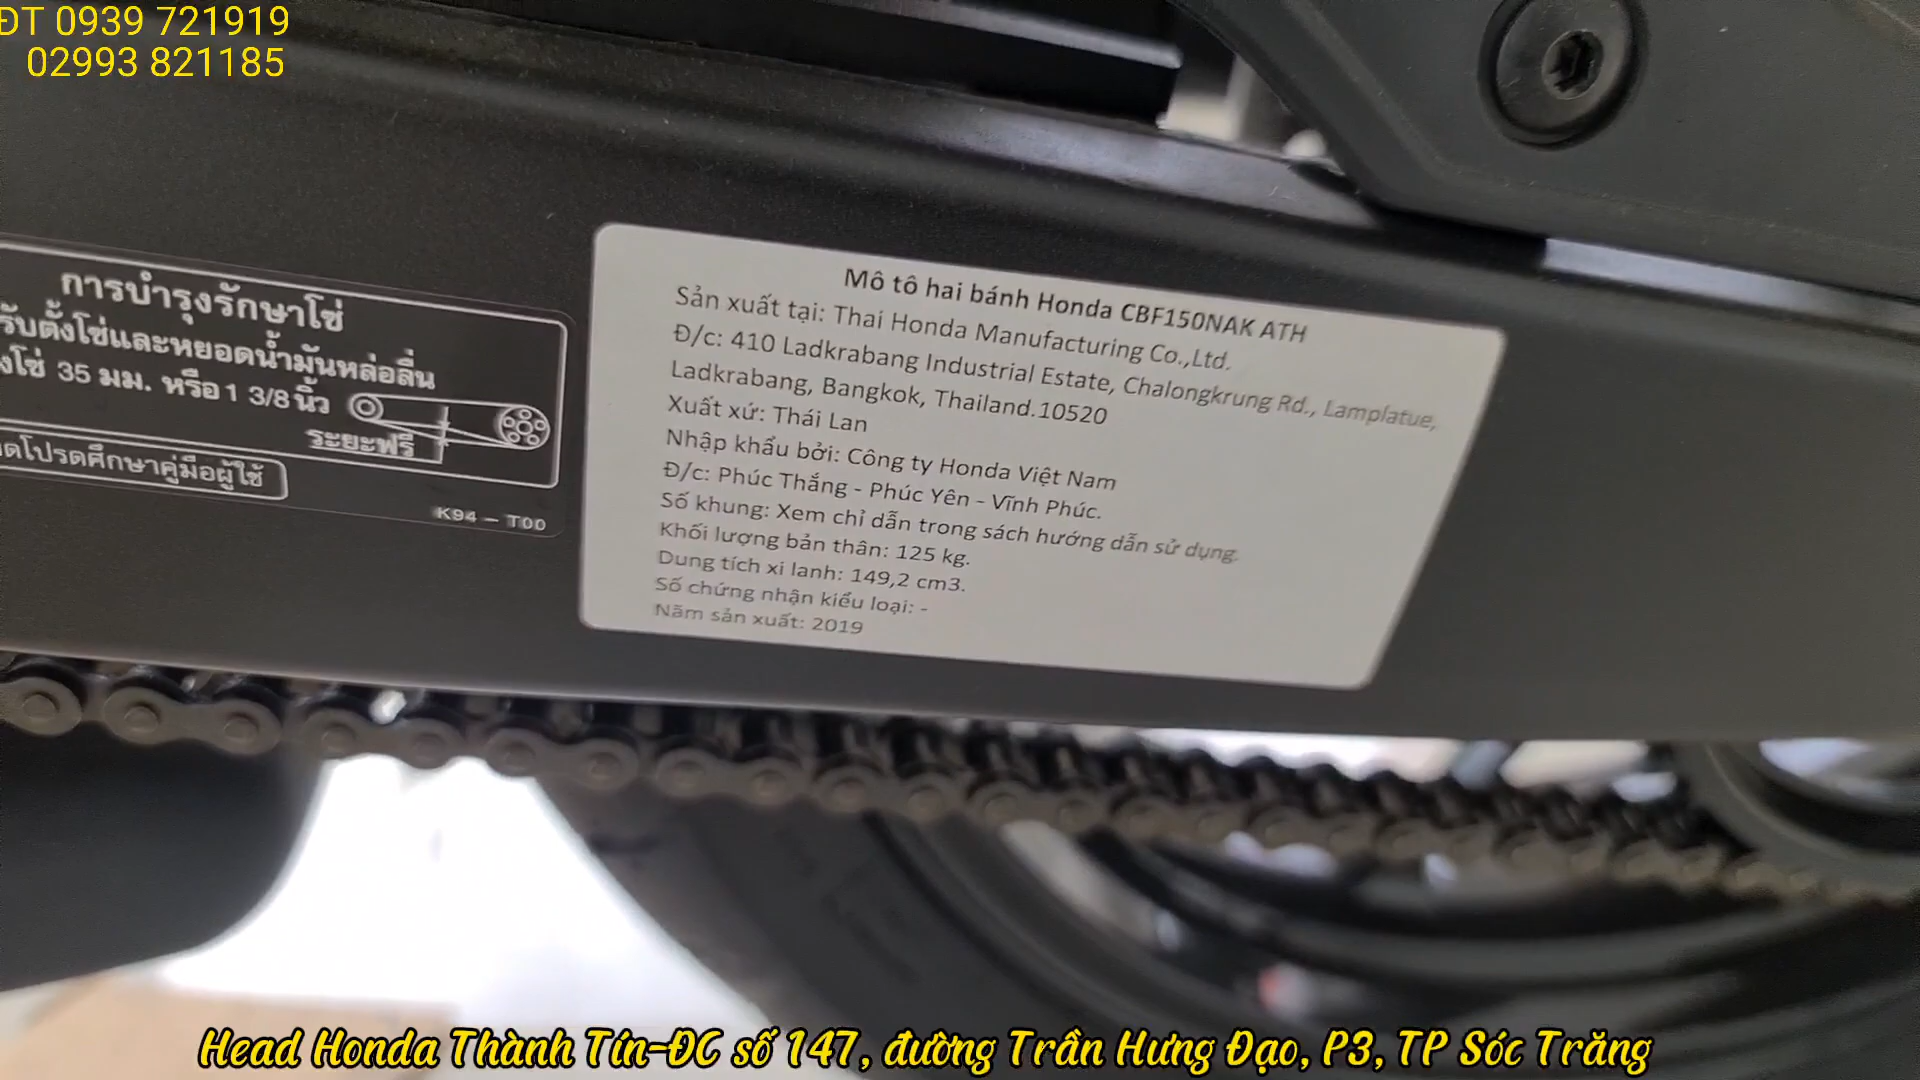 ĐT 0939 721919
02993 821185
การบำรุงรักษาโซ่
รับตั้งโซ่และหยอดน้ำมันหล่อลื่น
โซ่ 35 มม. หรือ 1 3/8 นิ้ว
ระยะฟรี
โปรดศึกษาคู่มือผู้ใช้
K94 – T00
Mô tô hai bánh Honda CBF150NAK ATH
Sản xuất tại: Thai Honda Manufacturing Co.,Ltd.
Đ/c: 410 Ladkrabang Industrial Estate, Chalongkrung Rd., Lamplatue,
Ladkrabang, Bangkok, Thailand.10520
Xuất xứ: Thái Lan
Nhập khẩu bởi: Công ty Honda Việt Nam
Đ/c: Phúc Thắng - Phúc Yên - Vĩnh Phúc.
Số khung: Xem chỉ dẫn trong sách hướng dẫn sử dụng.
Khối lượng bản thân: 125 kg.
Dung tích xi lanh: 149,2 cm3.
Số chứng nhận kiểu loại: -
Năm sản xuất: 2019
Head Honda Thành Tín-ĐC số 147, đường Trần Hưng Đạo, P3, TP Sóc Trăng